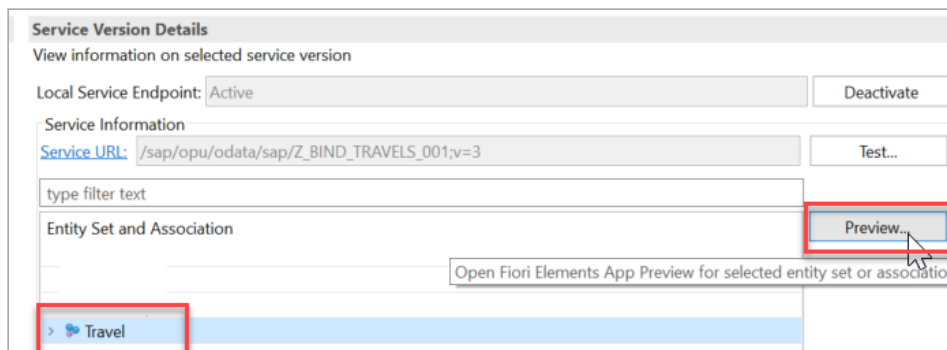 Service Version Details
View information on selected service version
Local Service Endpoint: Active Deactivate
Service Information
Service URL: /sap/opu/odata/sap/Z_BIND_TRAVELS_001;v=3 Test...
type filter text
Entity Set and Association Preview...
Open Fiori Elements App Preview for selected entity set or associatio
Travel